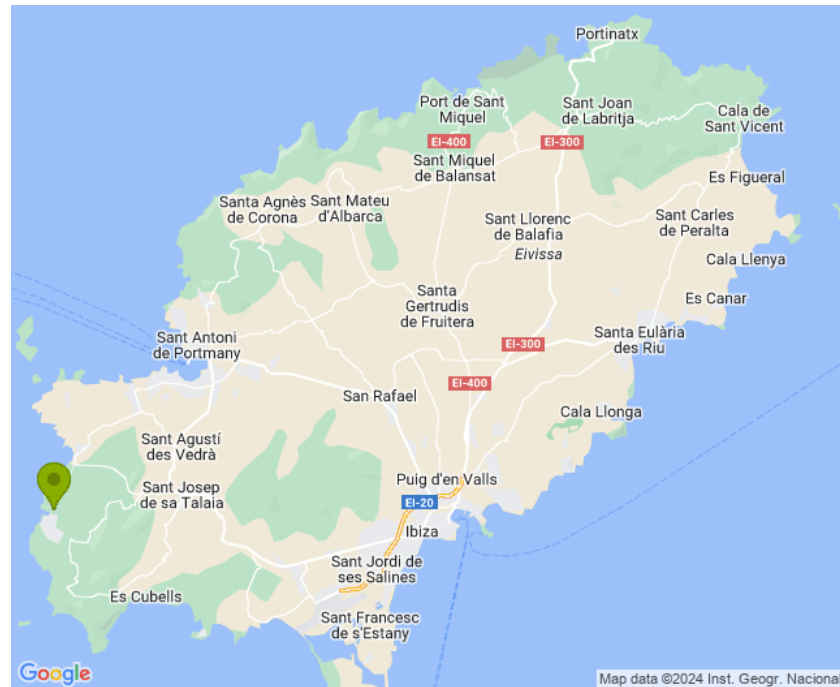 Portinatx
Port de Sant
Miquel
Sant Joan
de Labritja
Cala de
Sant Vicent
EI-400
EI-300
Sant Miquel
de Balansat
Es Figueral
Santa Agnès
de Corona
Sant Mateu
d'Albarca
Sant Llorenc
de Balafia
Eivissa
Sant Carles
de Peralta
Cala Llenya
Santa
Gertrudis
de Fruitera
Es Canar
Sant Antoni
de Portmany
Santa Eulària
des Riu
EI-300
EI-400
San Rafael
Cala Llonga
Sant Agustí
des Vedrà
Puig d'en Valls
Sant Josep
de sa Talaia
EI-20
Ibiza
Sant Jordi de
ses Salines
Es Cubells
Sant Francesc
de s'Estany
Google
Map data ©2024 Inst. Geogr. Nacional